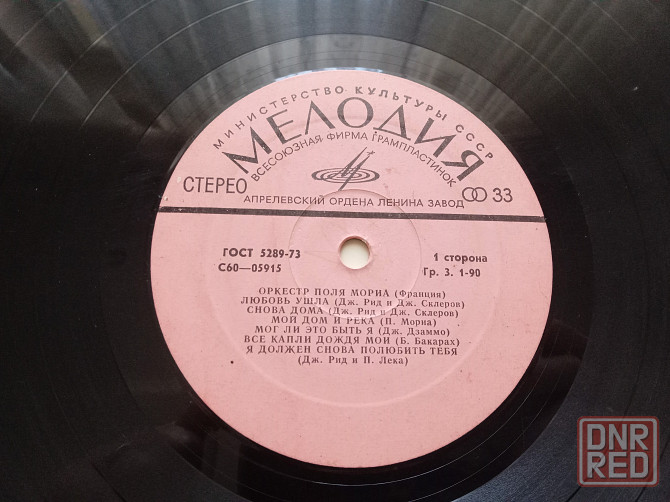 МИНИСТЕРСТВО КУЛЬТУРЫ СССР
МЕЛОДИЯ
ВСЕСОЮЗНАЯ ФИРМА ГРАМПЛАСТИНОК
СТЕРЕО
33
АПРЕЛЕВСКИЙ ОРДЕНА ЛЕНИНА ЗАВОД
ГОСТ 5289-73
1 сторона
С60—05915
Гр. 3. 1-90
ОРКЕСТР ПОЛЯ МОРИА (Франция)
ЛЮБОВЬ УШЛА (Дж. Рид и Дж. Склеров)
СНОВА ДОМА (Дж. Рид и Дж. Склеров)
МОЙ ДОМ И РЕКА (П. Мориа)
МОГ ЛИ ЭТО БЫТЬ Я (Дж. Дзаммо)
ВСЕ КАПЛИ ДОЖДЯ МОИ (Б. Бакарах)
Я ДОЛЖЕН СНОВА ПОЛЮБИТЬ ТЕБЯ
(Дж. Рид и П. Лека)
DNR
RED